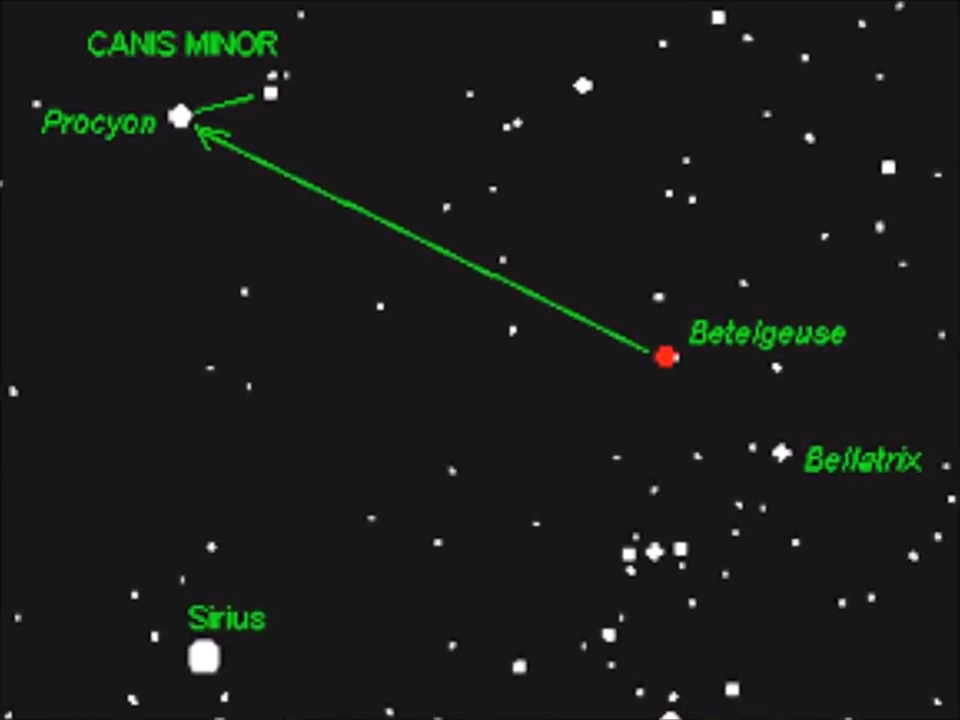 CANIS MINOR
Procyon
Betelgeuse
Bellatrix
Sirius